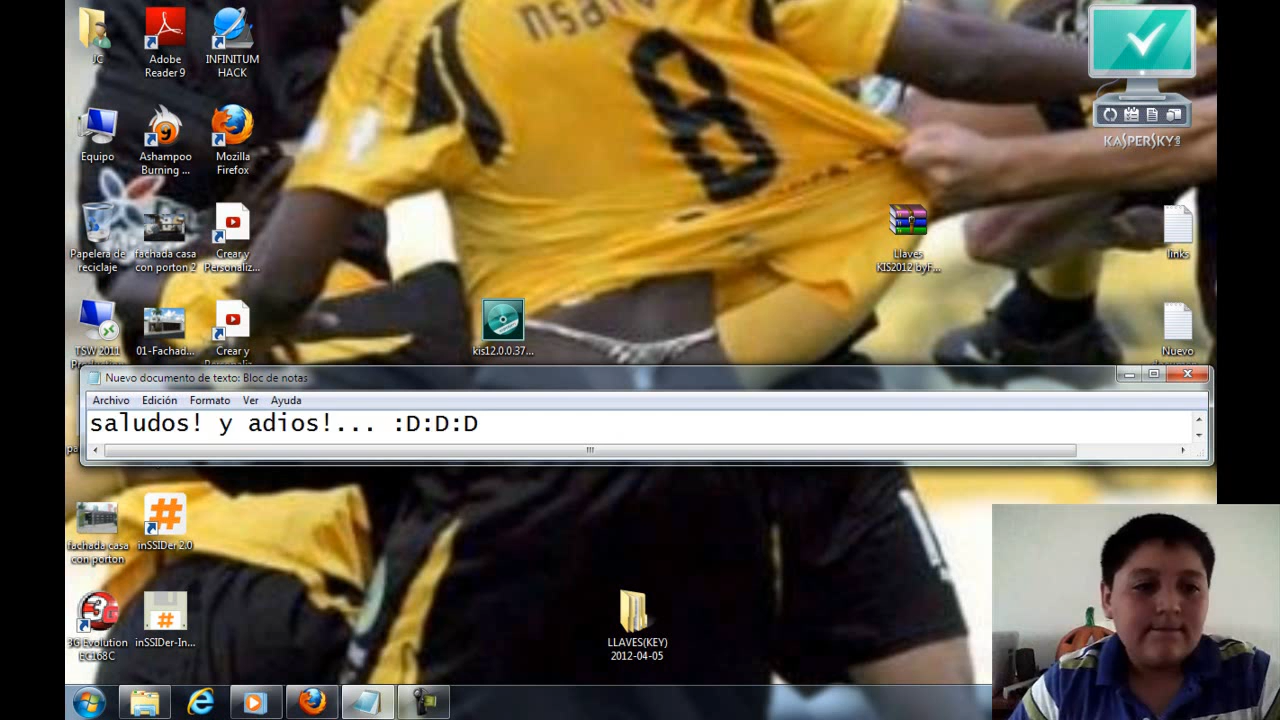 JC
Adobe
Reader 9
INFINITUM
HACK
Equipo
Ashampoo
Burning ...
Mozilla
Firefox
KASPERSKY
Papelera de
reciclaje
fachada casa
con porton 2
Crear y
Personaliz...
Llaves
KIS2012 byF...
links
TSW 2011
01-Fachad...
Crear y
kis12.0.0.37...
Nuevo
8
Nuevo documento de texto: Bloc de notas
Archivo Edición Formato Ver Ayuda
saludos! y adios!... :D:D:D
fachada casa
con porton
inSSIDer 2.0
3G Evolution
EC168C
inSSIDer-In...
LLAVES(KEY)
2012-04-05